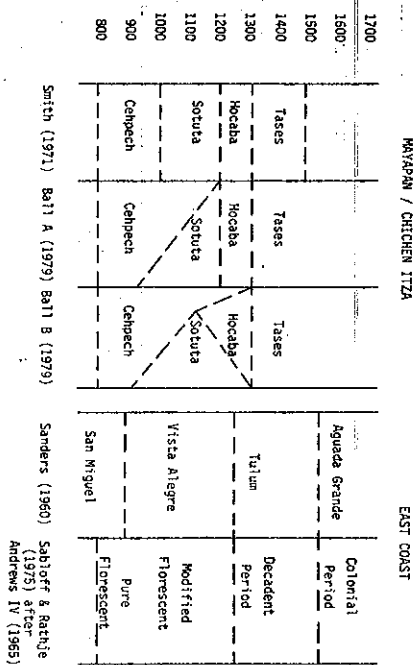 MAYAPAN / CHICHEN ITZA
EAST COAST
1700
1600
1500
1400
1300
1200
1100
1000
900
800
Tases
Hocaba
Sotuta
Cehpech
Smith (1971)
Tases
Hocaba
Sotuta
Cehpech
Ball A (1979)
Tases
Hocaba
Sotuta
Cehpech
Ball B (1979)
Aguada Grande
Tulum
Vista Alegre
San Miguel
Sanders (1960)
Colonial
Period
Decadent
Period
Modified
Florescent
Pure
Florescent
Sabloff & Rathje
(1975) after
Andrews IV (1965)